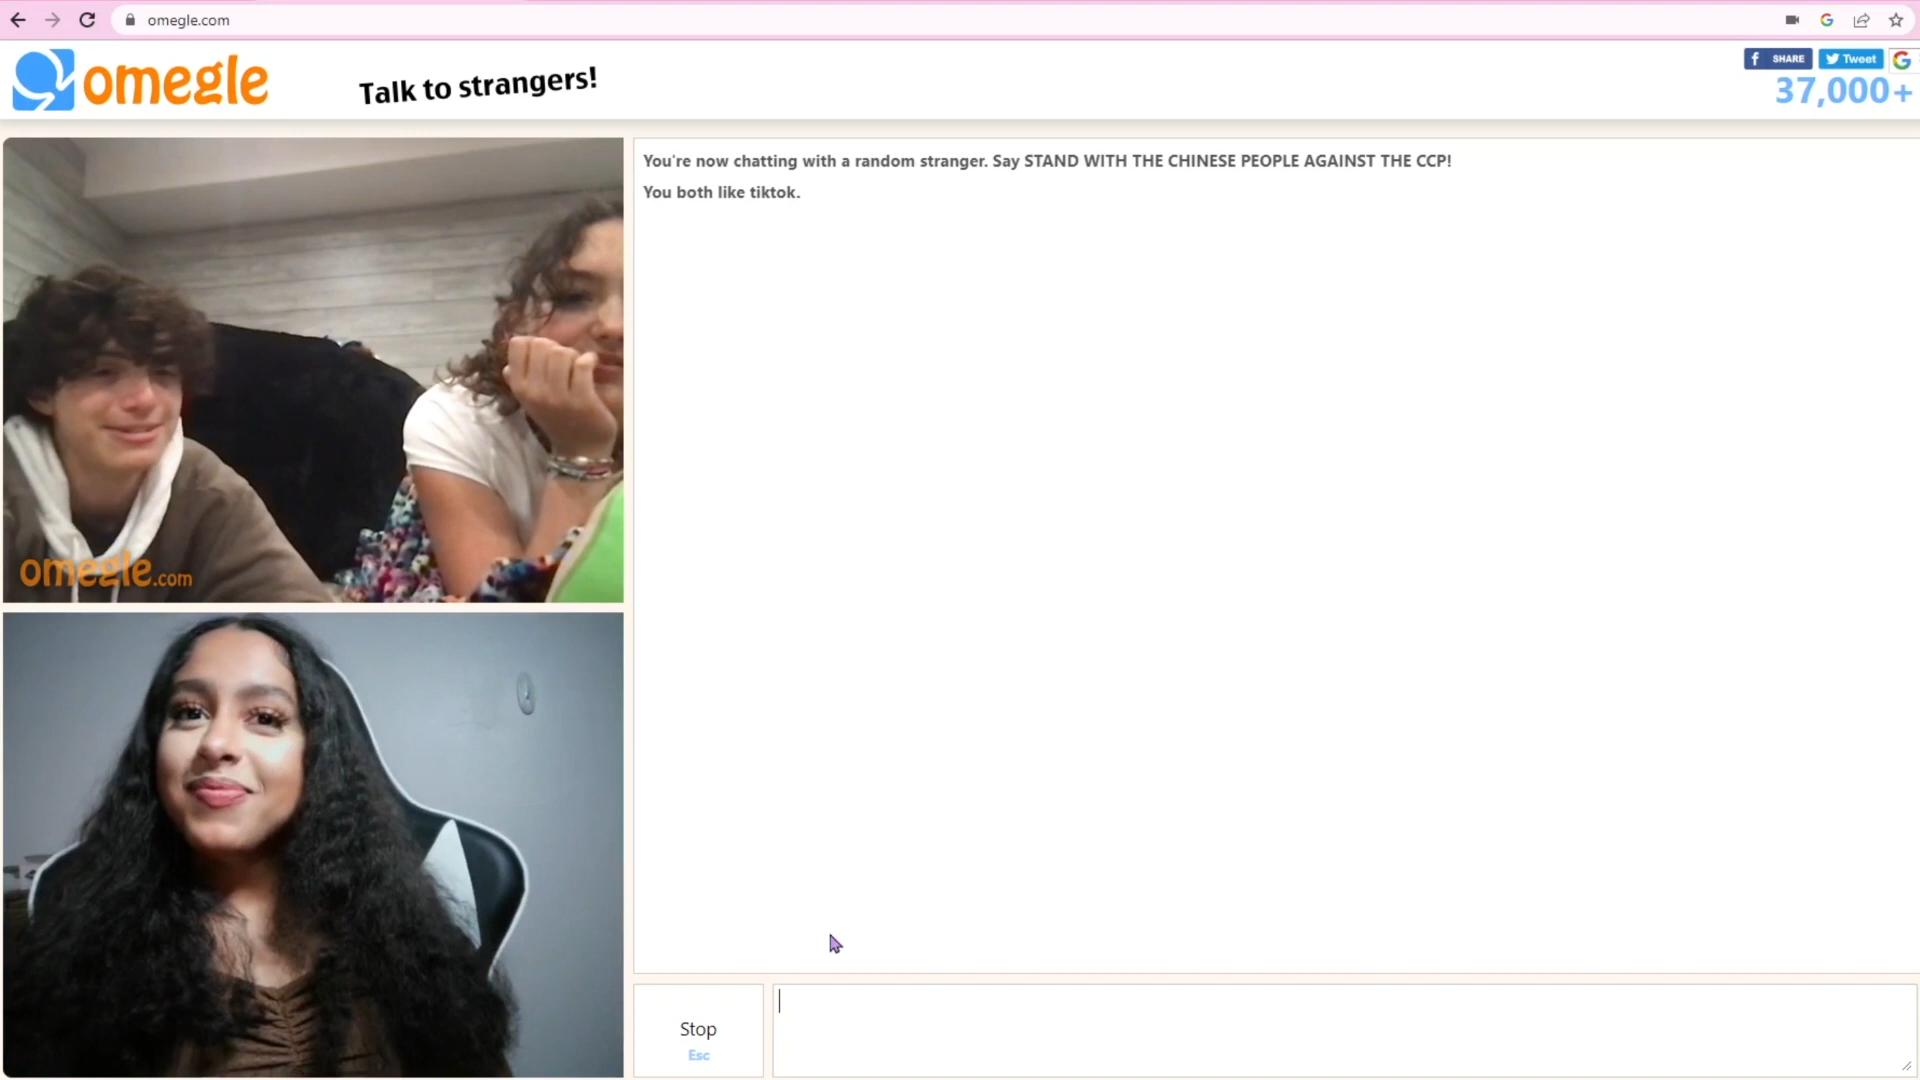 omegle.com
omegle
Talk to strangers!
SHARE
Tweet
37,000+
You're now chatting with a random stranger. Say STAND WITH THE CHINESE PEOPLE AGAINST THE CCP!
You both like tiktok.
omegle.com
Stop
Esc